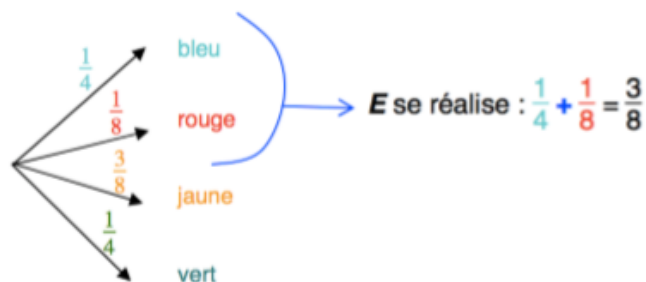 1/4 bleu
1/8 rouge
E se réalise : 1/4 + 1/8 = 3/8
3/8 jaune
1/4 vert